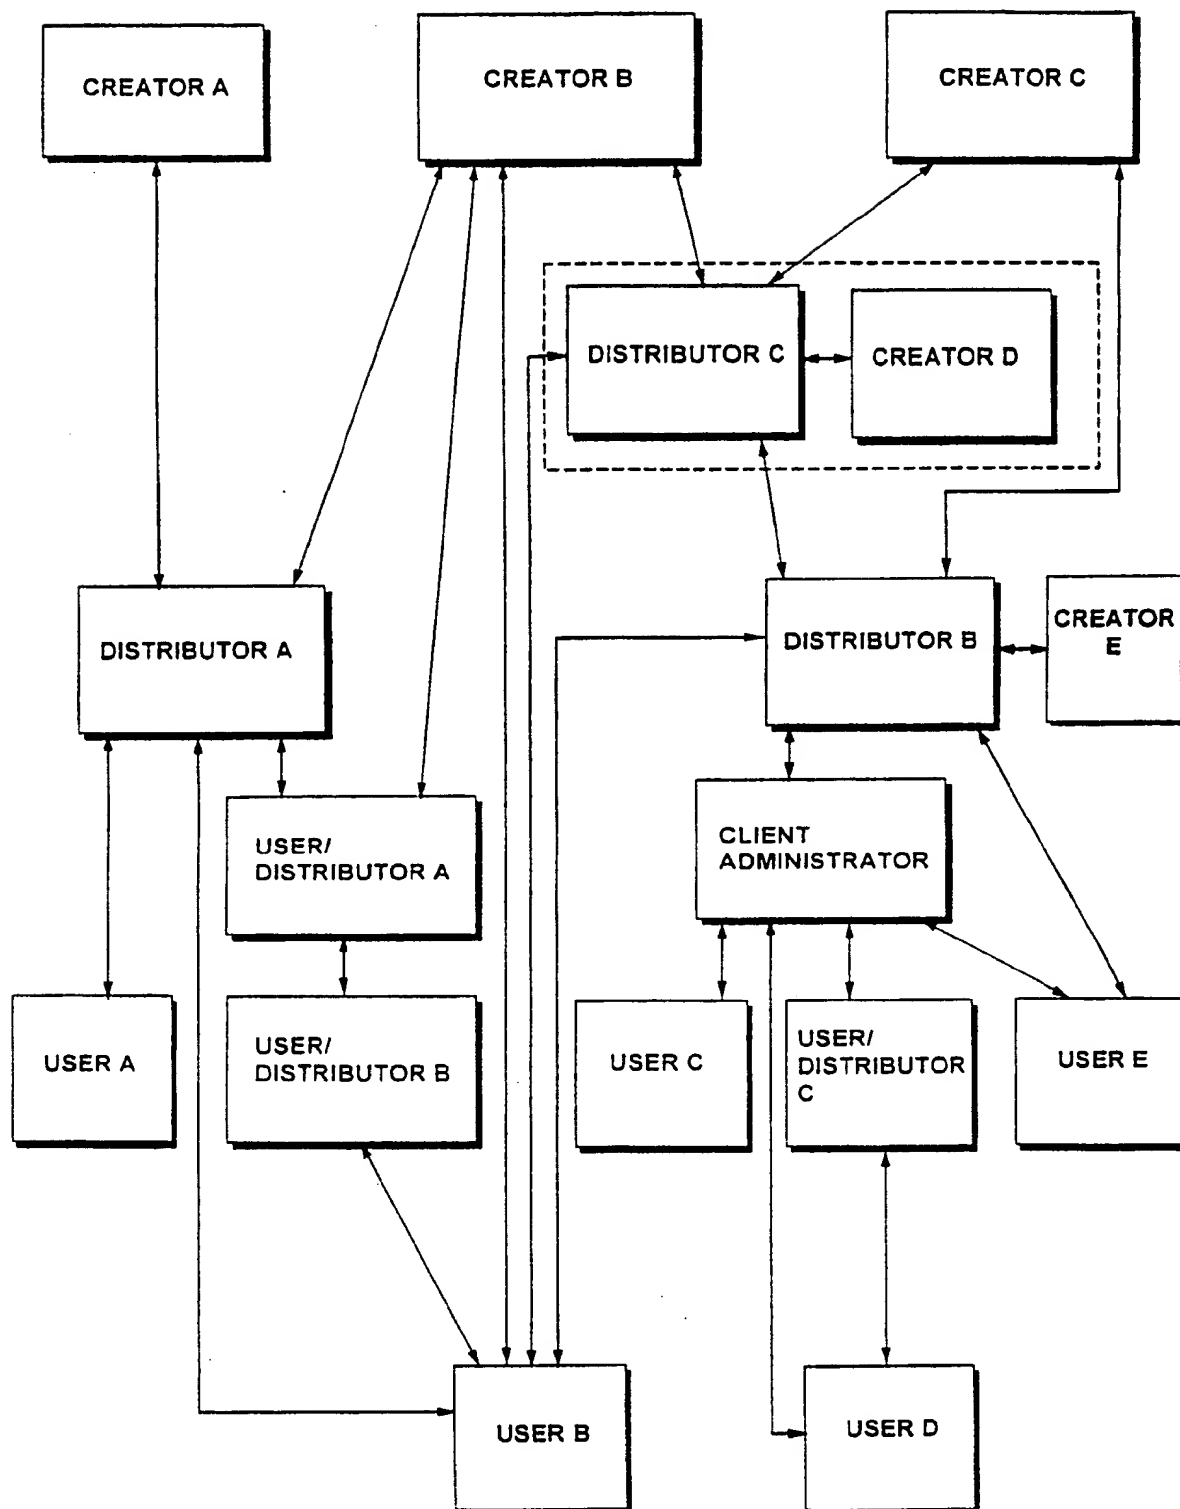 CREATOR A
CREATOR B
CREATOR C
DISTRIBUTOR C
CREATOR D
DISTRIBUTOR A
DISTRIBUTOR B
CREATOR
E
USER/
DISTRIBUTOR A
CLIENT
ADMINISTRATOR
USER A
USER/
DISTRIBUTOR B
USER C
USER/
DISTRIBUTOR
C
USER E
USER B
USER D